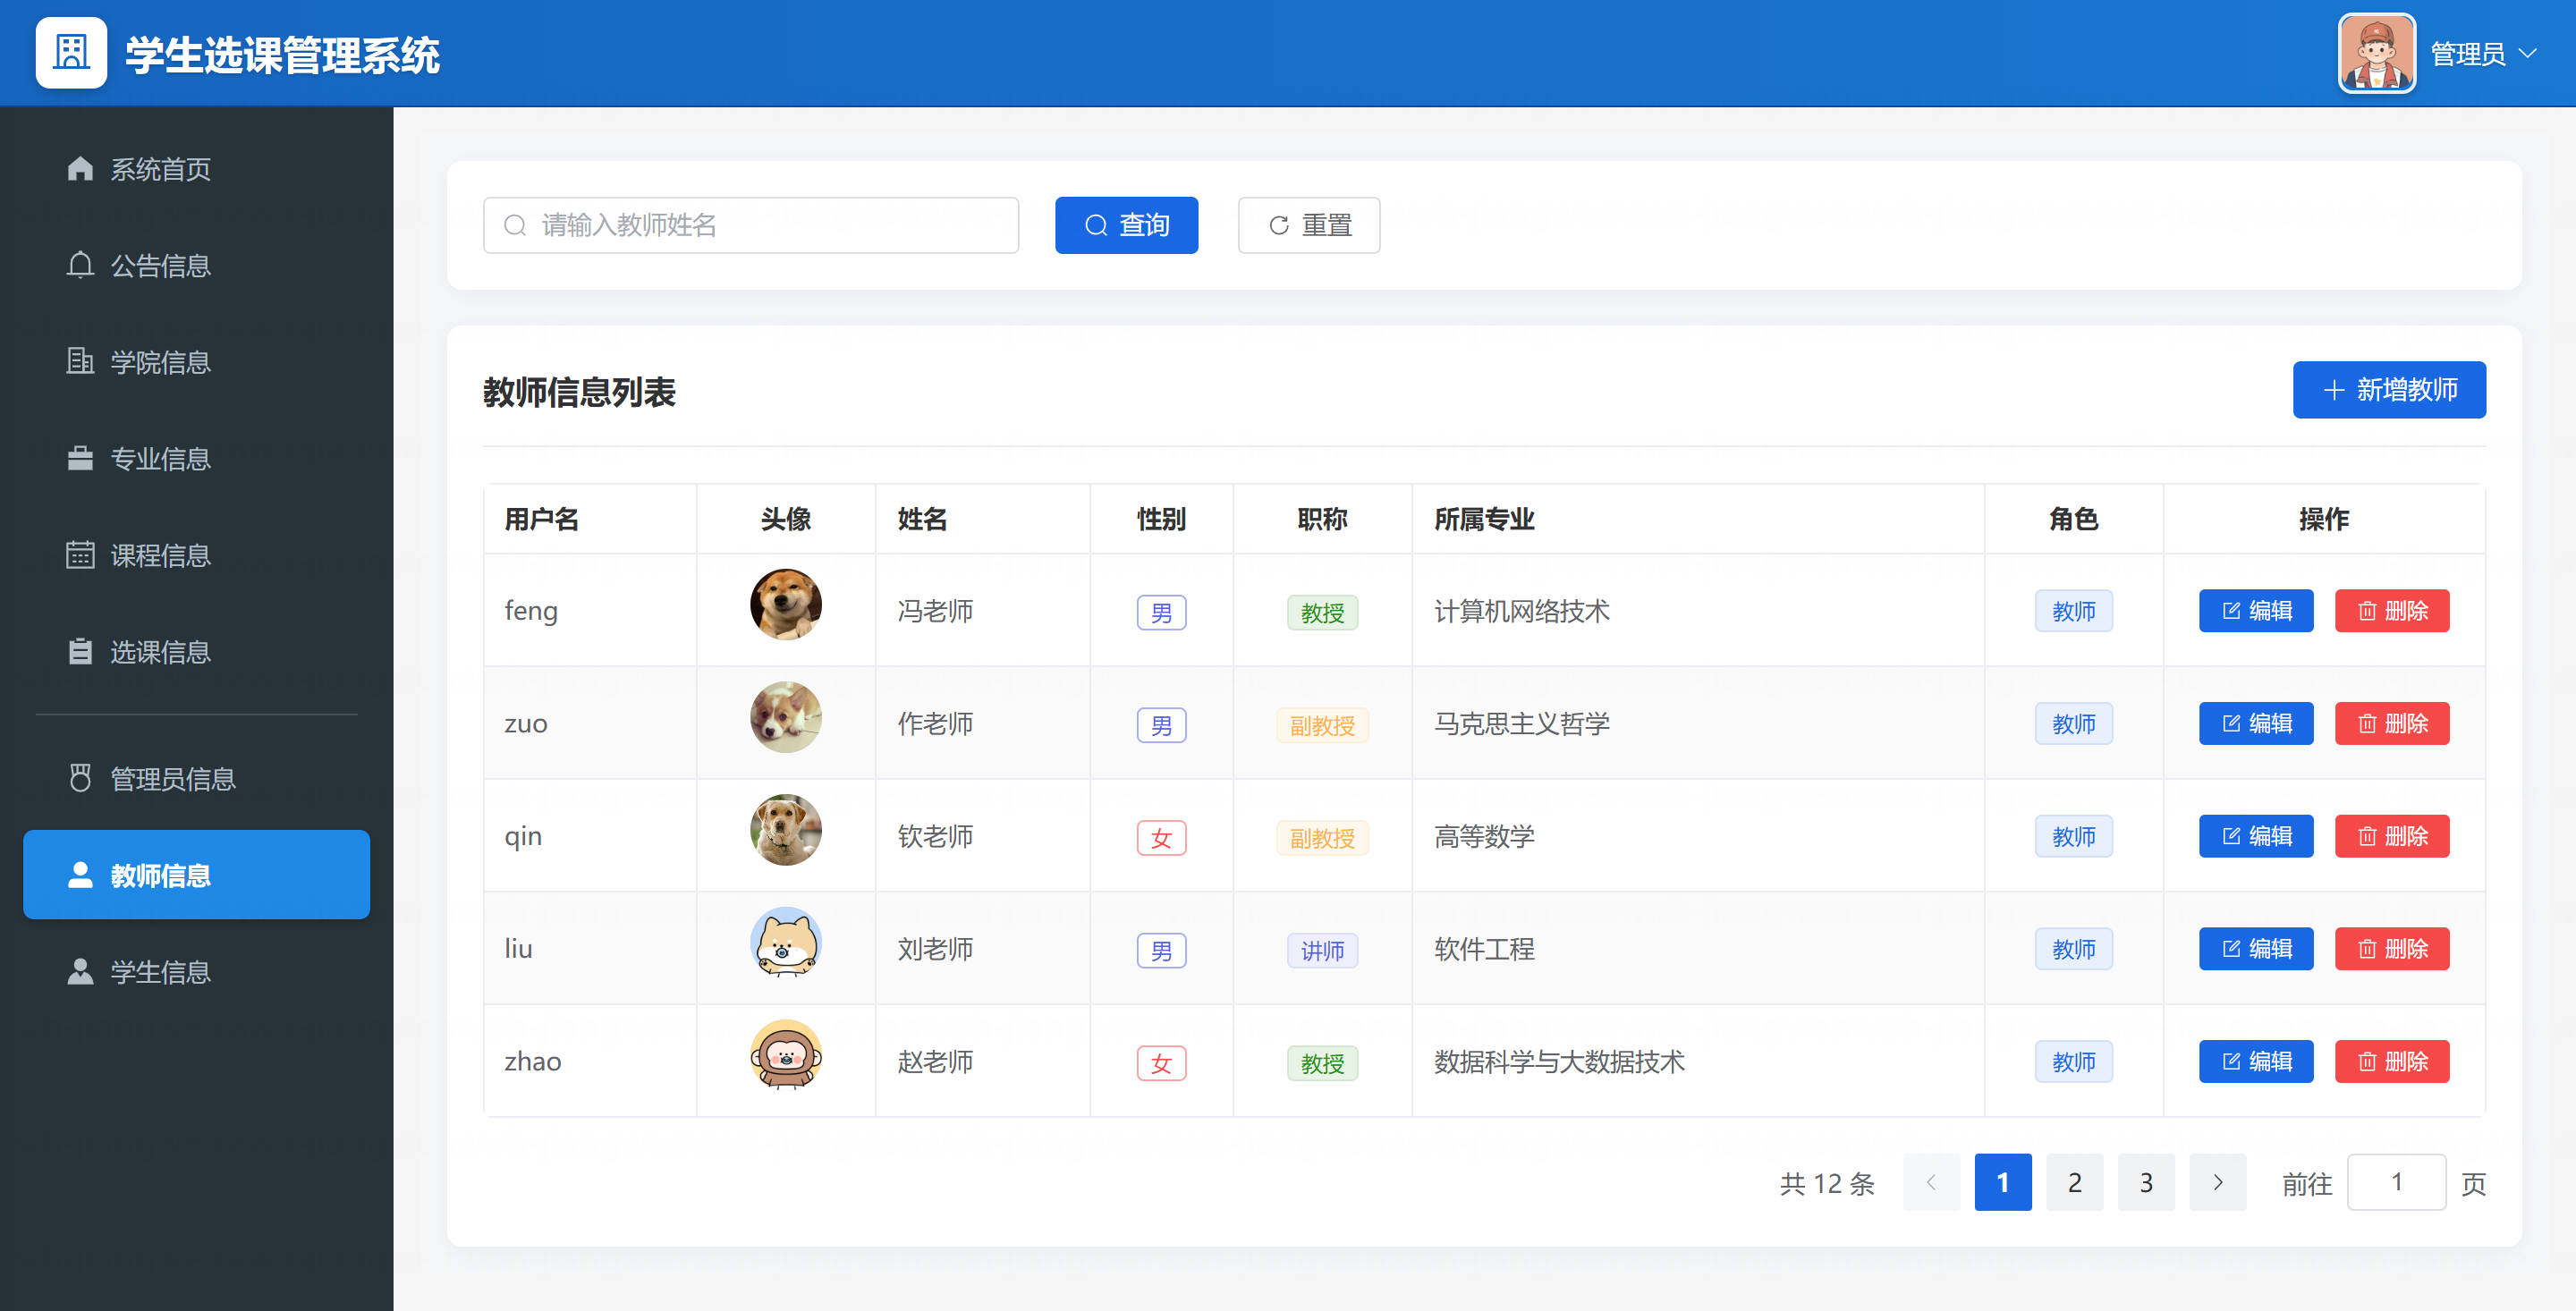 学生选课管理系统
管理员
系统首页
公告信息
学院信息
专业信息
课程信息
选课信息
管理员信息
教师信息
学生信息
请输入教师姓名 查询 重置
教师信息列表 新增教师
用户名 头像 姓名 性别 职称 所属专业 角色 操作
feng 冯老师 男 教授 计算机网络技术 教师 编辑 删除
zuo 作老师 男 副教授 马克思主义哲学 教师 编辑 删除
qin 钦老师 女 副教授 高等数学 教师 编辑 删除
liu 刘老师 男 讲师 软件工程 教师 编辑 删除
zhao 赵老师 女 教授 数据科学与大数据技术 教师 编辑 删除
共 12 条 1 2 3 前往 1 页